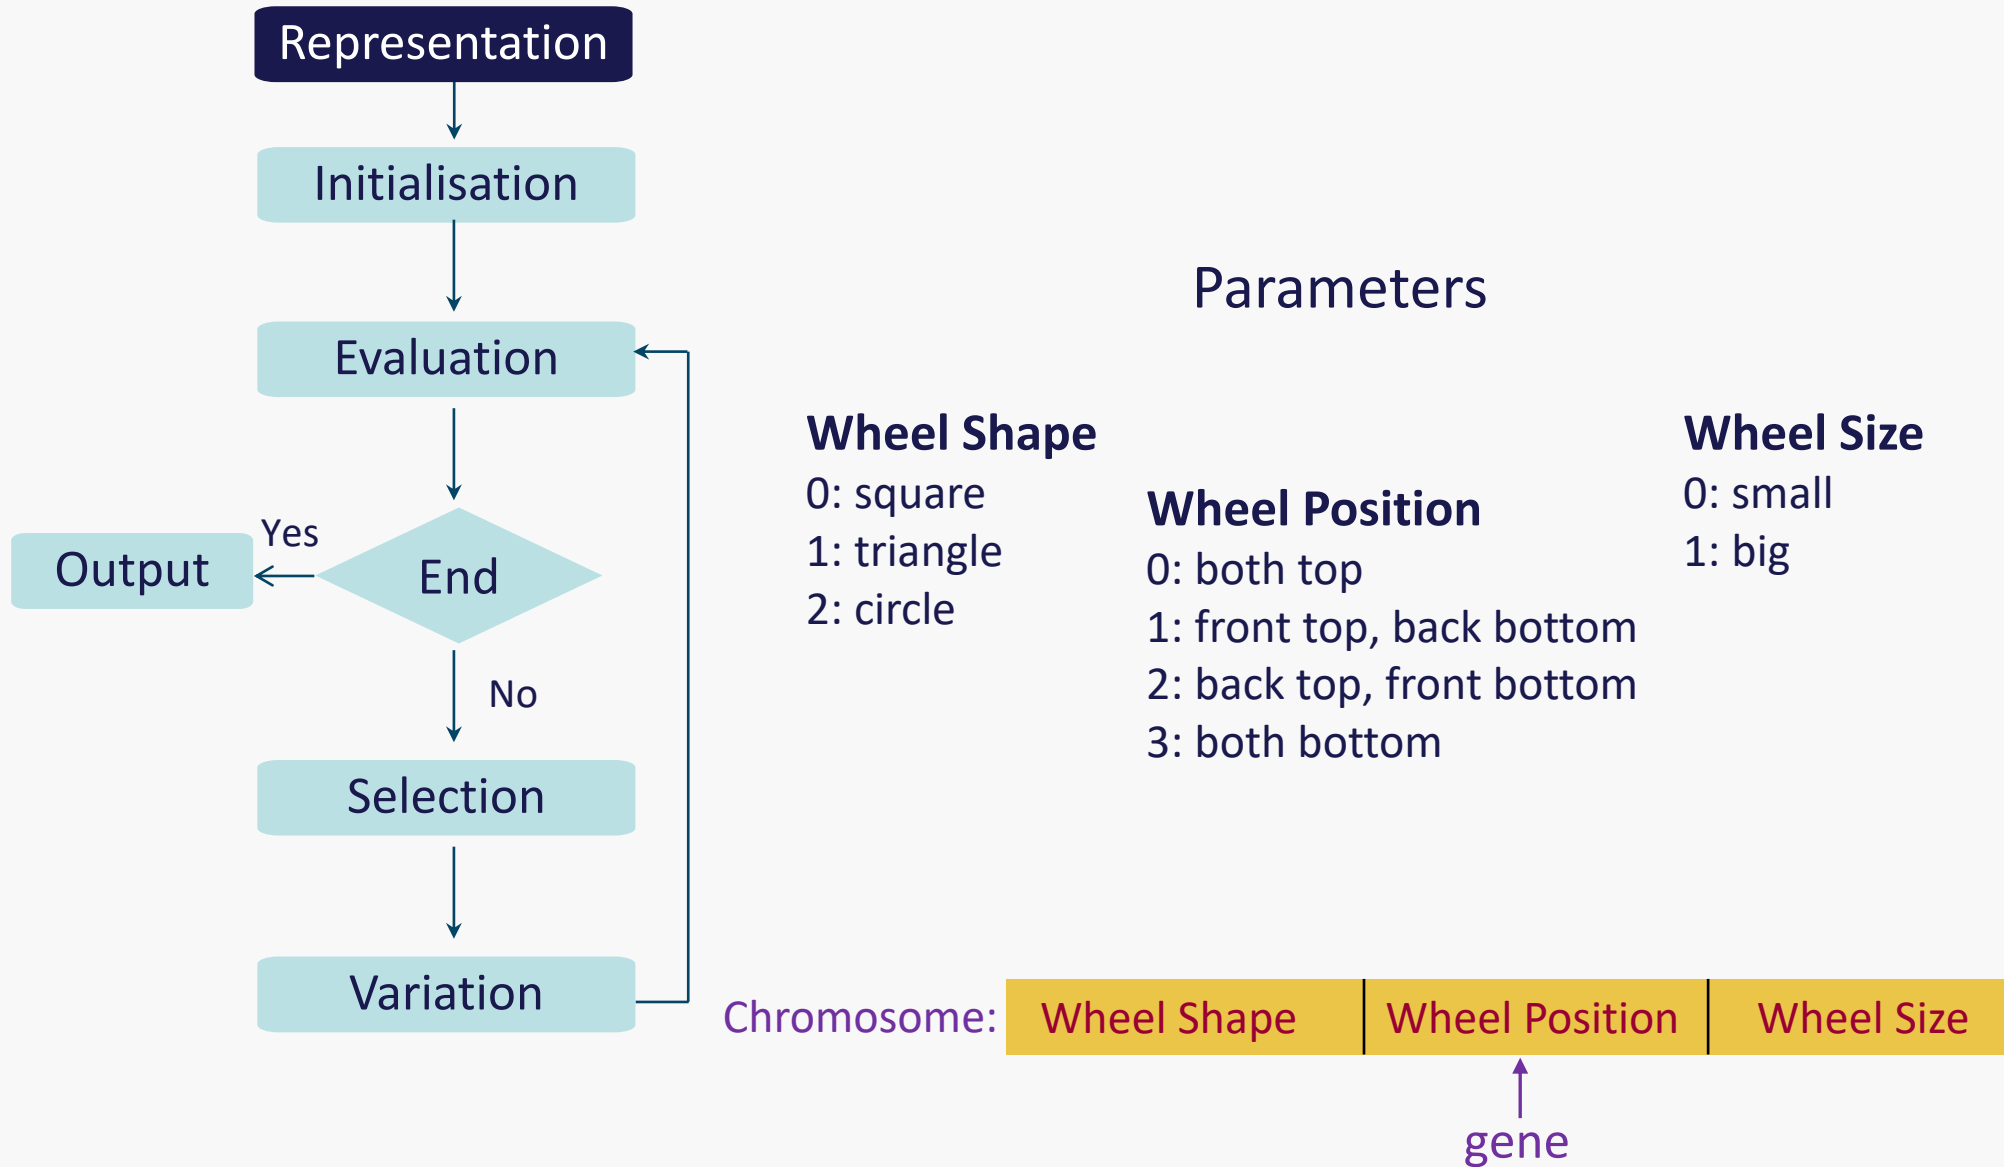 Representation
Initialisation
Evaluation
Yes
Output
End
No
Selection
Variation
Parameters
Wheel Shape
0: square
1: triangle
2: circle
Wheel Position
0: both top
1: front top, back bottom
2: back top, front bottom
3: both bottom
Wheel Size
0: small
1: big
Chromosome: Wheel Shape Wheel Position Wheel Size
gene